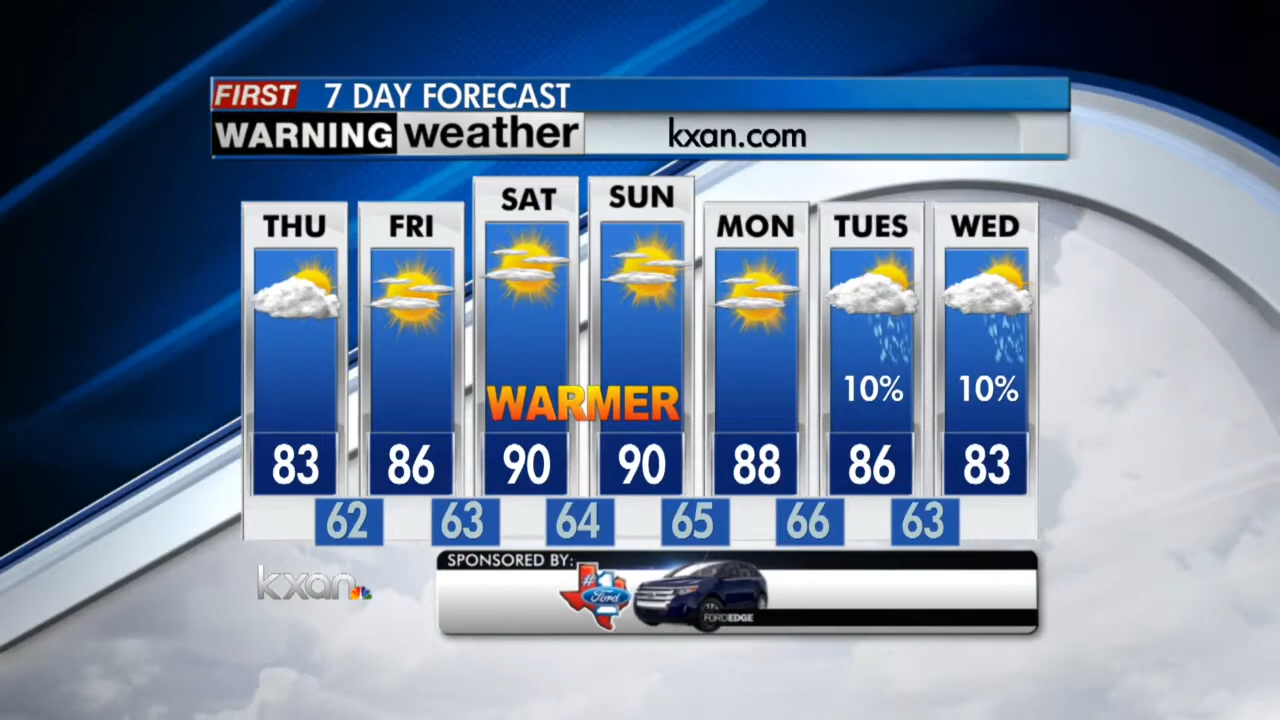 FIRST 7 DAY FORECAST
WARNING weather kxan.com
THU FRI SAT SUN MON TUES WED
10% 10%
WARMER
83 86 90 90 88 86 83
62 63 64 65 66 63
SPONSORED BY:
#1
Ford
FORD EDGE
kxan